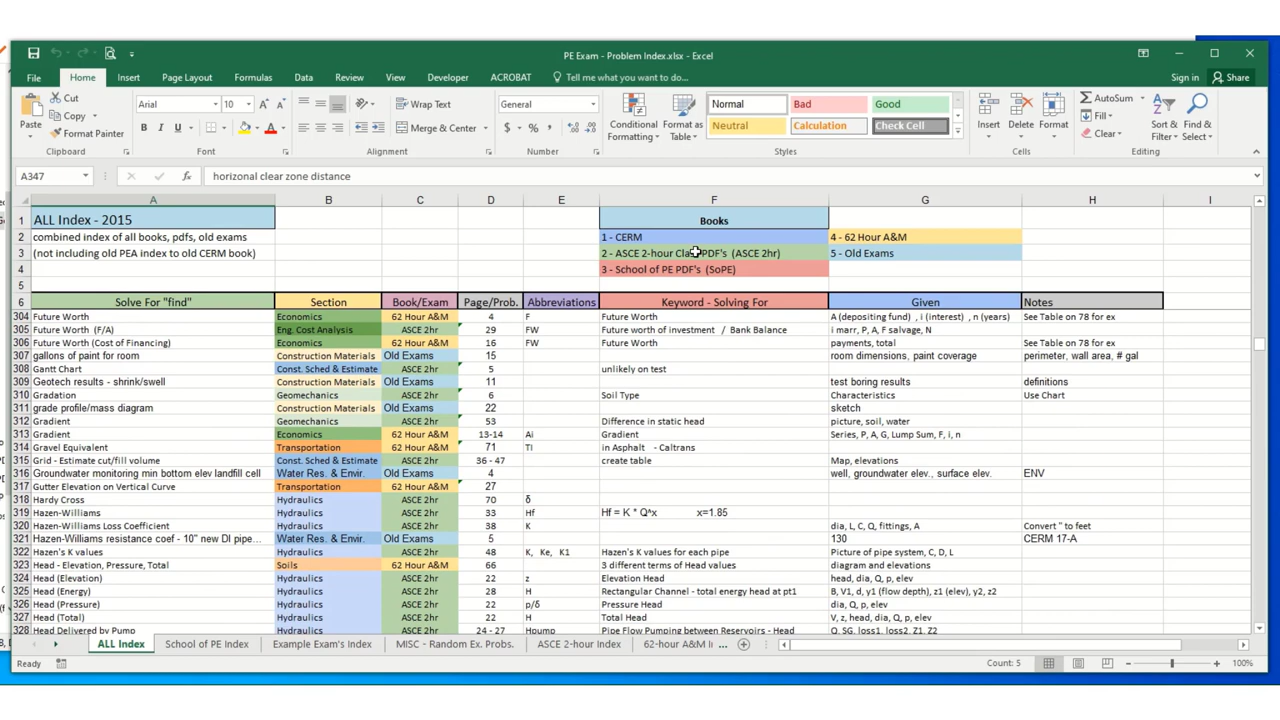 PE Exam - Problem Index.xlsx - Excel
File Home Insert Page Layout Formulas Data Review View Developer ACROBAT Tell me what you want to do... Sign in Share
Paste
Cut
Copy
Format Painter
Clipboard
Arial 10
B I U
Font
Wrap Text
Merge & Center
Alignment
General
$ % ,
Number
Conditional Formatting
Format as Table
Normal Bad Good
Neutral Calculation Check Cell
Styles
Insert Delete Format
Cells
AutoSum
Fill
Clear
Sort & Filter
Find & Select
Editing
A347 fx horizonal clear zone distance
A B C D E F G H I
1 ALL Index - 2015 Books
2 combined index of all books, pdfs, old exams 1 - CERM 4 - 62 Hour A&M
3 (not including old PEA index to old CERM book) 2 - ASCE 2-hour Class PDF's (ASCE 2hr) 5 - Old Exams
4 3 - School of PE PDF's (SoPE)
5
6 Solve For "find" Section Book/Exam Page/Prob. Abbreviations Keyword - Solving For Given Notes
304 Future Worth Economics 62 Hour A&M 4 F Future Worth A (depositing fund) , i (interest) , n (years) See Table on 78 for ex
305 Future Worth (F/A) Eng. Cost Analysis ASCE 2hr 29 FW Future worth of investment / Bank Balance i marr, P, A, F salvage, N
306 Future Worth (Cost of Financing) Economics 62 Hour A&M 16 FW Future Worth payments, total See Table on 78 for ex
307 gallons of paint for room Construction Materials Old Exams 15 room dimensions, paint coverage perimeter, wall area, # gal
308 Gantt Chart Const. Sched & Estimate ASCE 2hr 5 unlikely on test
309 Geotech results - shrink/swell Construction Materials Old Exams 11 test boring results definitions
310 Gradation Geomechanics ASCE 2hr 6 Soil Type Characteristics Use Chart
311 grade profile/mass diagram Construction Materials Old Exams 22 sketch
312 Gradient Geomechanics ASCE 2hr 53 Difference in static head picture, soil, water
313 Gradient Economics 62 Hour A&M 13-14 Ai Gradient Series, P, A, G, Lump Sum, F, i, n
314 Gravel Equivalent Transportation 62 Hour A&M 71 Ti in Asphalt - Caltrans
315 Grid - Estimate cut/fill volume Const. Sched & Estimate ASCE 2hr 36 - 47 create table Map, elevations
316 Groundwater monitoring min bottom elev landfill cell Water Res. & Envir. Old Exams 4 well, groundwater elev., surface elev. ENV
317 Gutter Elevation on Vertical Curve Transportation 62 Hour A&M 27
318 Hardy Cross Hydraulics ASCE 2hr 70 δ
319 Hazen-Williams Hydraulics ASCE 2hr 33 Hf Hf = K * Q^x x=1.85
320 Hazen-Williams Loss Coefficient Hydraulics ASCE 2hr 38 K dia, L, C, Q, fittings, A Convert " to feet
321 Hazen-Williams resistance coef - 10" new DI pipe... Water Res. & Envir. Old Exams 5 130 CERM 17-A
322 Hazen's K values Hydraulics ASCE 2hr 48 K, Ke, K1 Hazen's K values for each pipe Picture of pipe system, C, D, L
323 Head - Elevation, Pressure, Total Soils 62 Hour A&M 66 3 different terms of Head values diagram and elevations
324 Head (Elevation) Hydraulics ASCE 2hr 22 z Elevation Head head, dia, Q, p, elev
325 Head (Energy) Hydraulics ASCE 2hr 28 H Rectangular Channel - total energy head at pt1 B, V1, d, y1 (flow depth), z1 (elev), y2, z2
326 Head (Pressure) Hydraulics ASCE 2hr 22 p/δ Pressure Head dia, Q, p, elev
327 Head (Total) Hydraulics ASCE 2hr 22 H Total Head V, z, head, dia, Q, p, elev
328 Head Delivered by Pump Hydraulics ASCE 2hr 24 - 27 Hpump Pipe Flow Pumping between Reservoirs - Head Q, SG, loss1, loss2, Z1, Z2
ALL Index School of PE Index Example Exam's Index MISC - Random Ex. Probs. ASCE 2-hour Index 62-hour A&M I ...
Ready Count: 5 100%